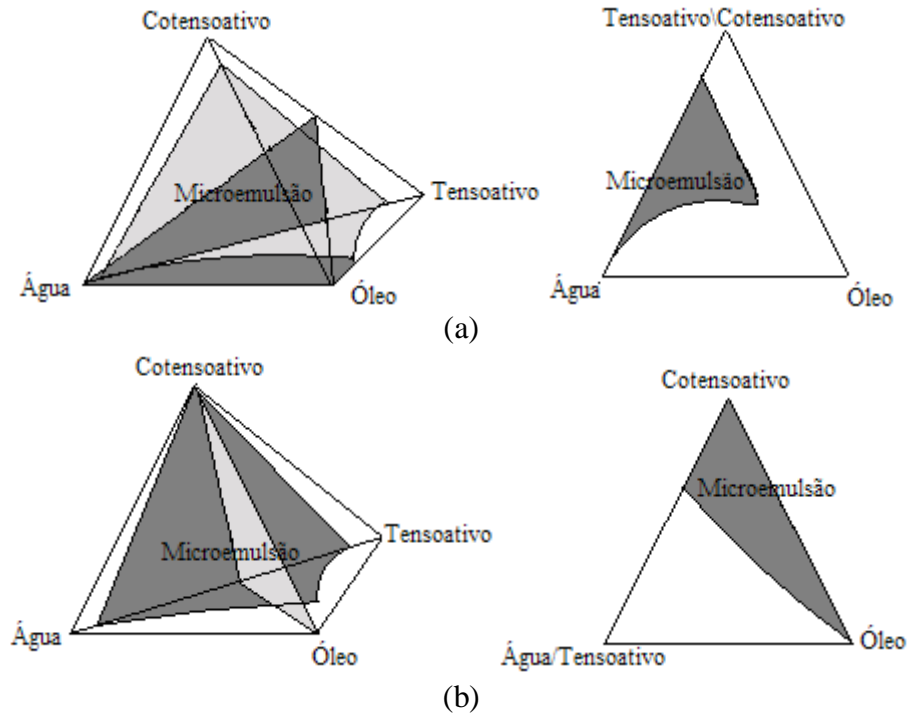 Cotensoativo
Microemulsão
Tensoativo
Água
Óleo
Tensoativo\Cotensoativo
Microemulsão
Água
Óleo
(a)
Cotensoativo
Microemulsão
Tensoativo
Água
Óleo
Cotensoativo
Microemulsão
Água/Tensoativo
Óleo
(b)